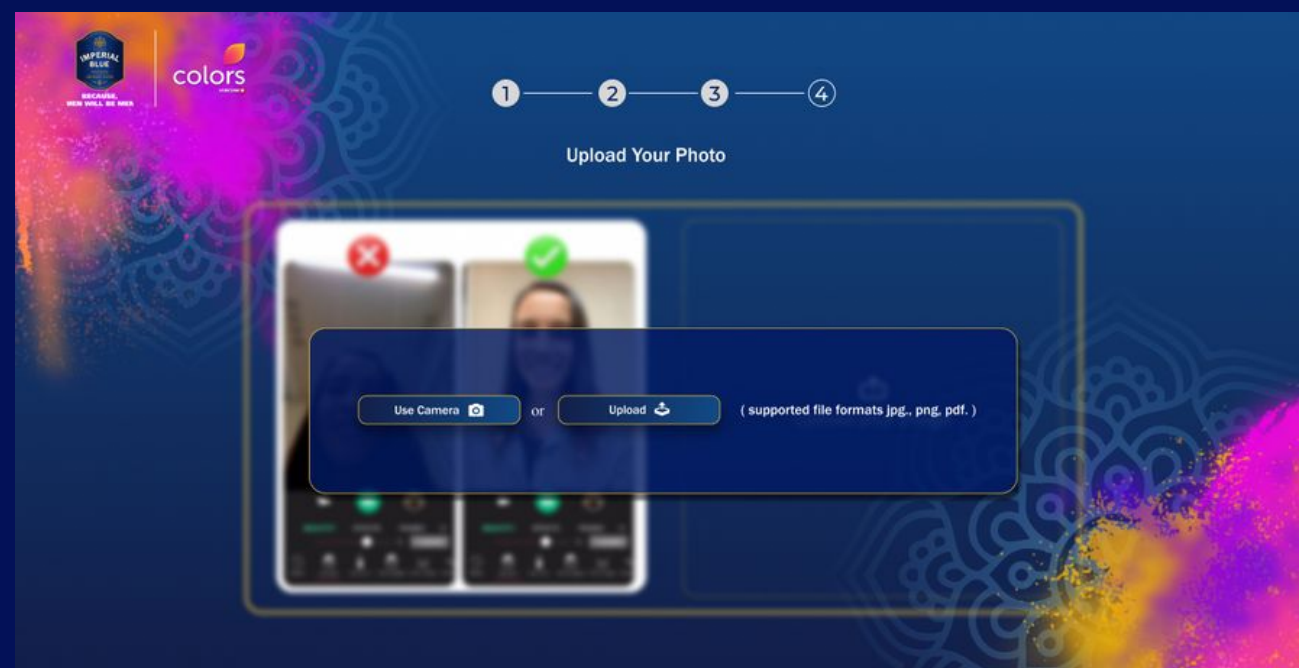 IMPERIAL
BLUE
BECAUSE,
MEN WILL BE MEN
colors
1
2
3
4
Upload Your Photo
Use Camera
or
Upload
( supported file formats jpg., png, pdf. )